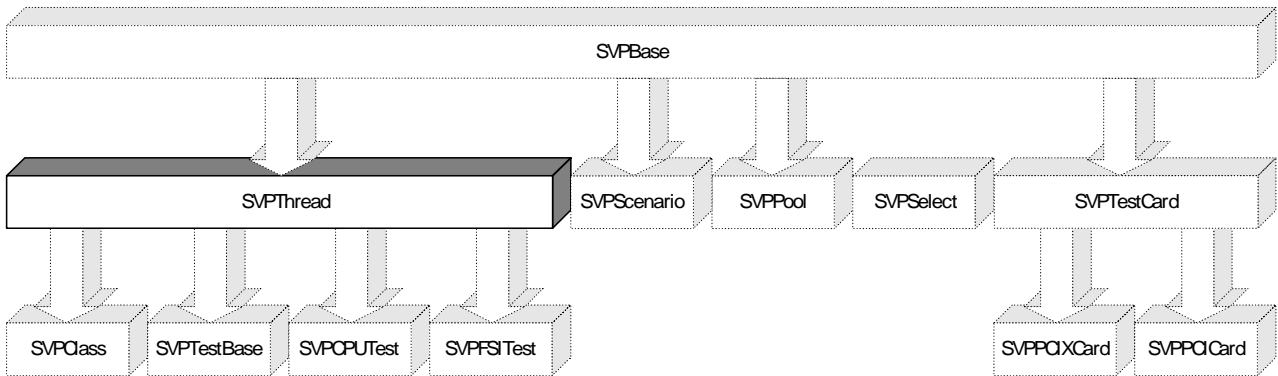 SVPBase
SVPThread
SVPScenario
SVPPool
SVPSelect
SVPTestCard
SVPClass
SVPTestBase
SVPCPUTest
SVPFSITest
SVPPCIXCard
SVPPCICard